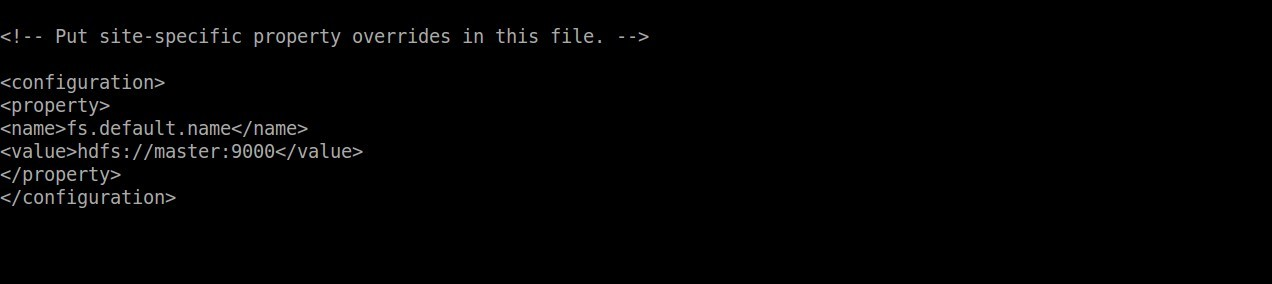 <!-- Put site-specific property overrides in this file. -->
<configuration>
<property>
<name>fs.default.name</name>
<value>hdfs://master:9000</value>
</property>
</configuration>